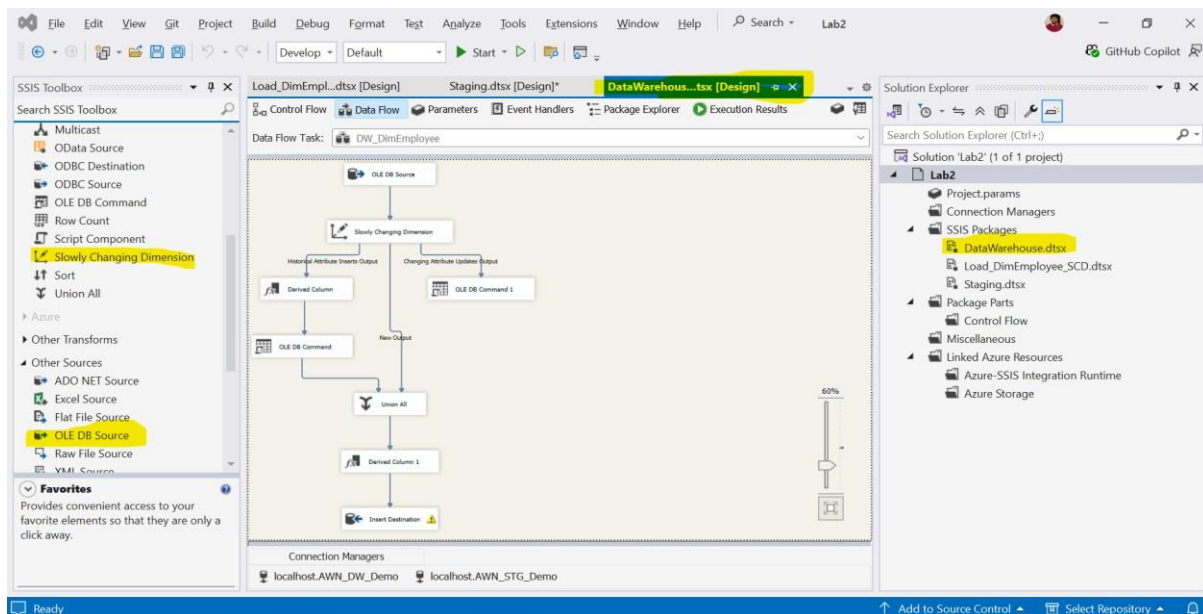 File Edit View Git Project Build Debug Format Test Analyze Tools Extensions Window Help Search Lab2
Develop Default Start GitHub Copilot
SSIS Toolbox
Search SSIS Toolbox
Multicast
OData Source
ODBC Destination
ODBC Source
OLE DB Command
Row Count
Script Component
Slowly Changing Dimension
Sort
Union All
Azure
Other Transforms
Other Sources
ADO NET Source
Excel Source
Flat File Source
OLE DB Source
Raw File Source
XML Source
Favorites
Provides convenient access to your
favorite elements so that they are only a
click away.
Load_DimEmpl...dtsx [Design] Staging.dtsx [Design]* DataWarehous...tsx [Design]
Control Flow Data Flow Parameters Event Handlers Package Explorer Execution Results
Data Flow Task: DW_DimEmployee
OLE DB Source
Slowly Changing Dimension
Historical Attribute Inserts Output Changing Attribute Updates Output
Derived Column OLE DB Command 1
New Output
OLE DB Command
Union All
Derived Column 1
Insert Destination
60%
Connection Managers
localhost.AWN_DW_Demo localhost.AWN_STG_Demo
Solution Explorer
Search Solution Explorer (Ctrl+;)
Solution 'Lab2' (1 of 1 project)
Lab2
Project.params
Connection Managers
SSIS Packages
DataWarehouse.dtsx
Load_DimEmployee_SCD.dtsx
Staging.dtsx
Package Parts
Control Flow
Miscellaneous
Linked Azure Resources
Azure-SSIS Integration Runtime
Azure Storage
Ready Add to Source Control Select Repository